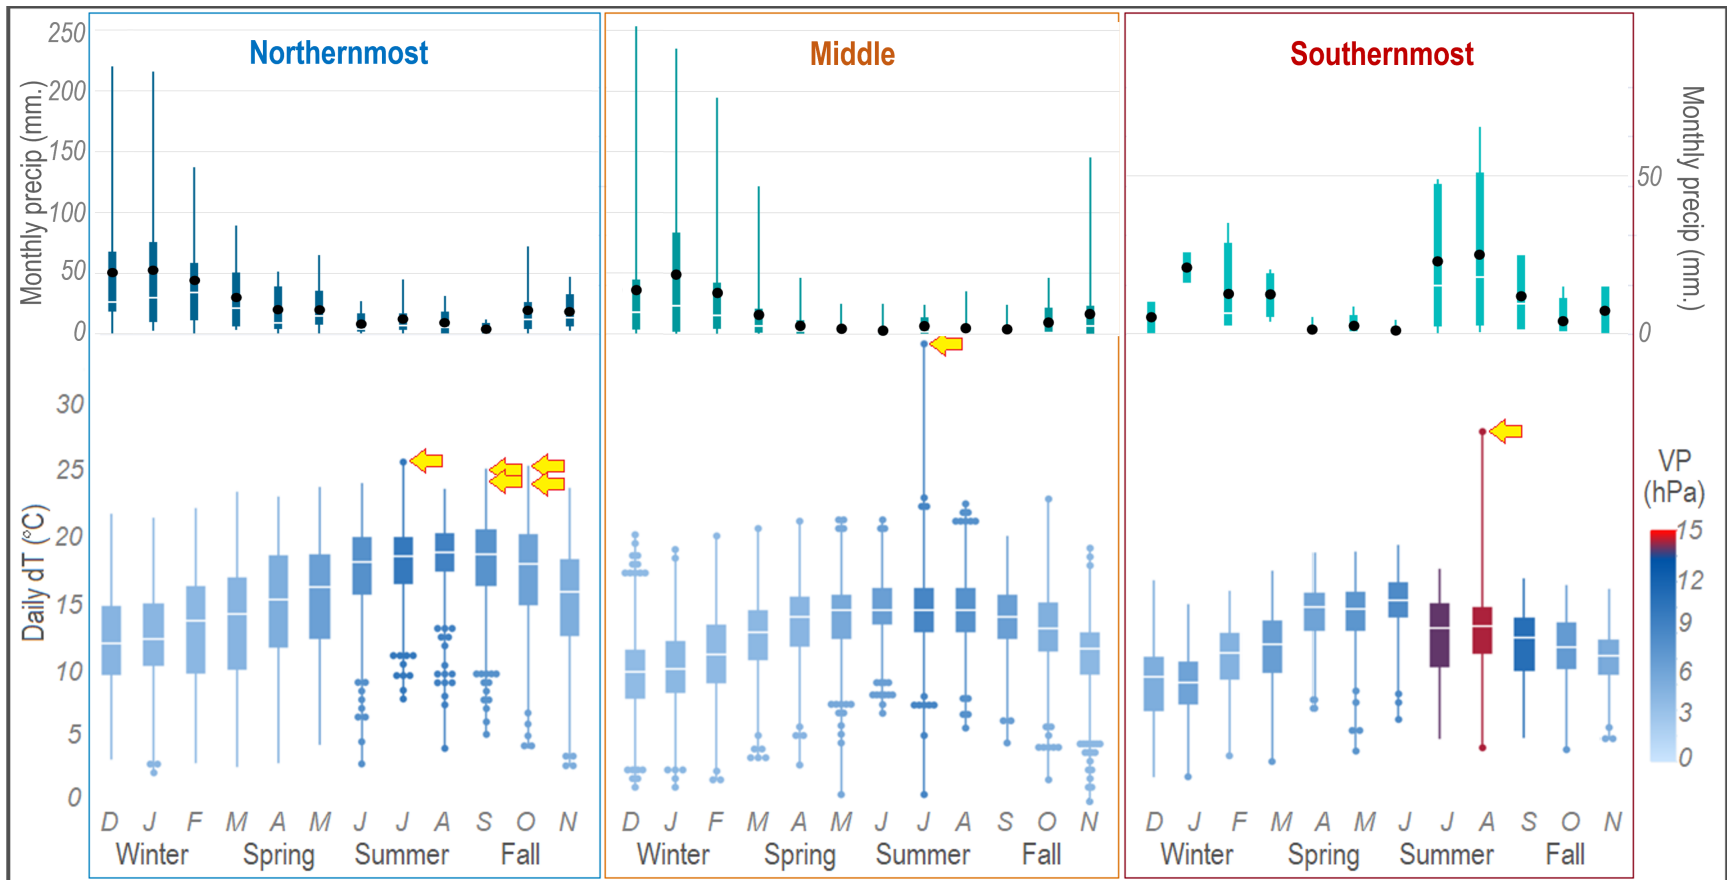 Northernmost
Middle
Southernmost
Monthly precip (mm.)
250
200
150
100
50
0
Monthly precip (mm.)
50
0
Daily dT (°C)
30
25
20
15
10
5
0
VP
(hPa)
15
12
9
6
3
0
D J F M A M J J A S O N
Winter Spring Summer Fall
D J F M A M J J A S O N
Winter Spring Summer Fall
D J F M A M J J A S O N
Winter Spring Summer Fall